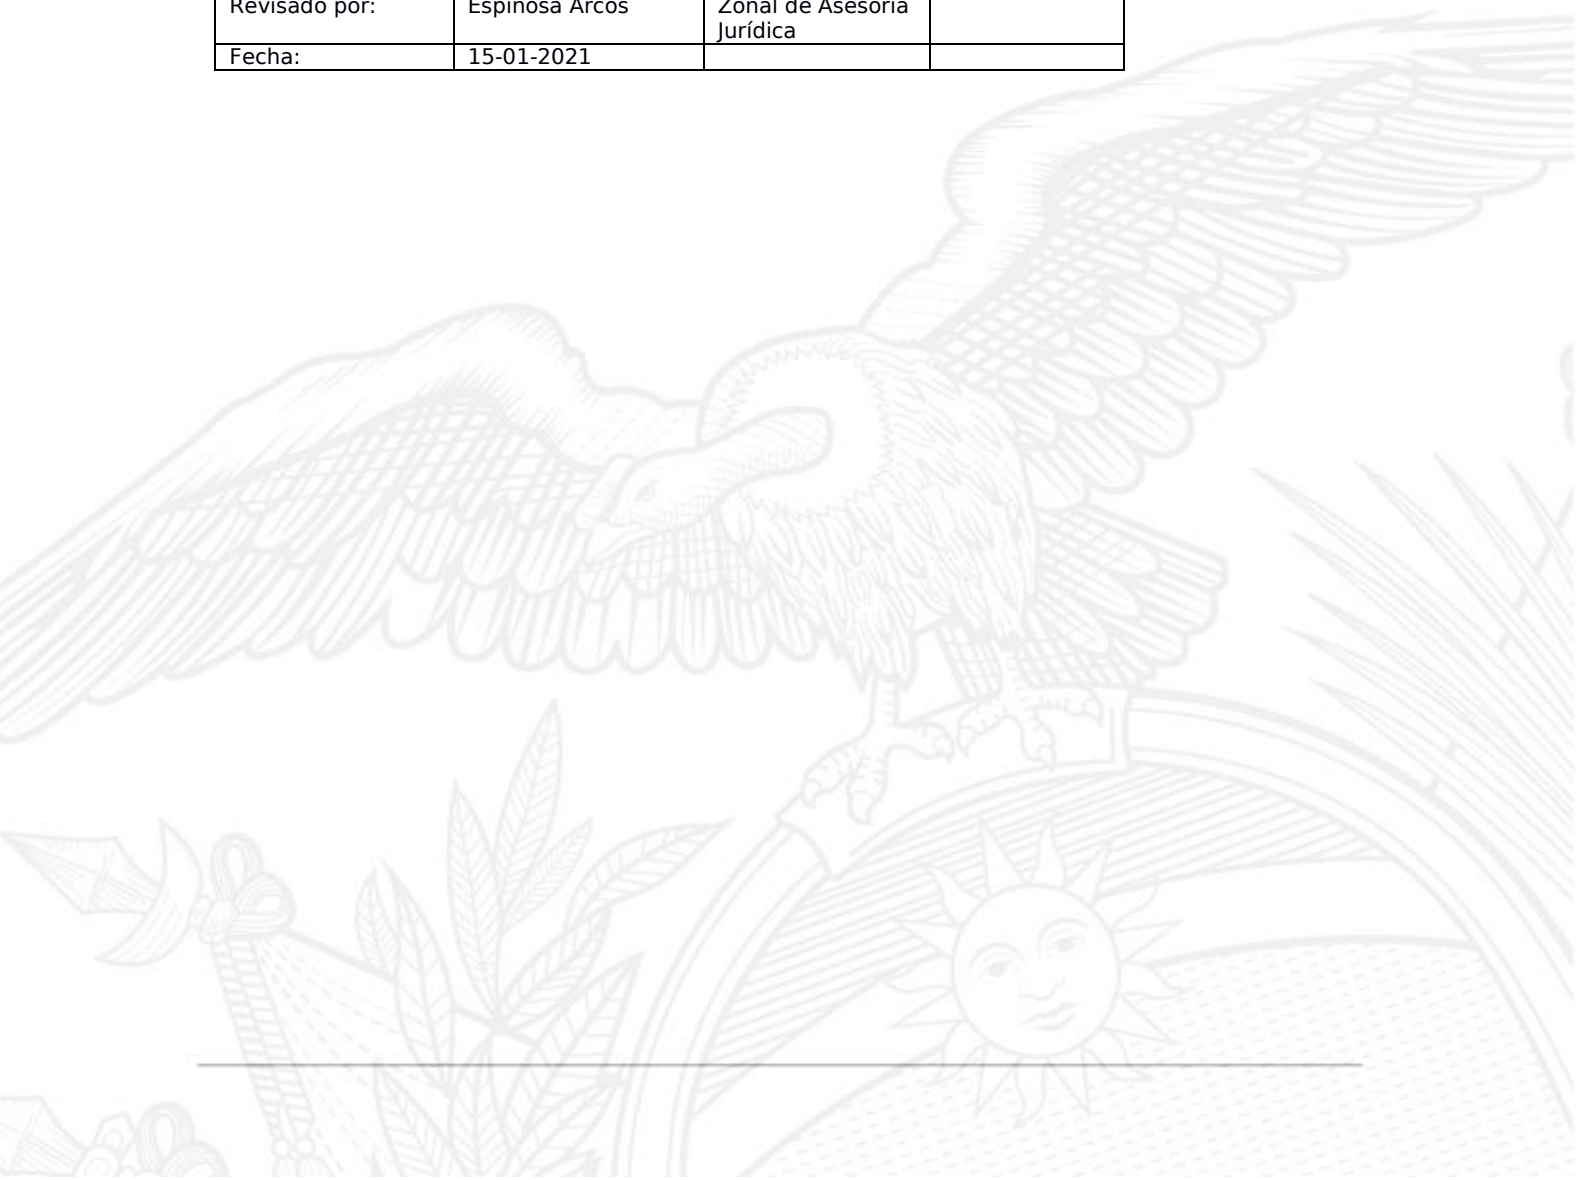 Revisado por: Espinosa Arcos Zonal de Asesoría
Jurídica
Fecha: 15-01-2021